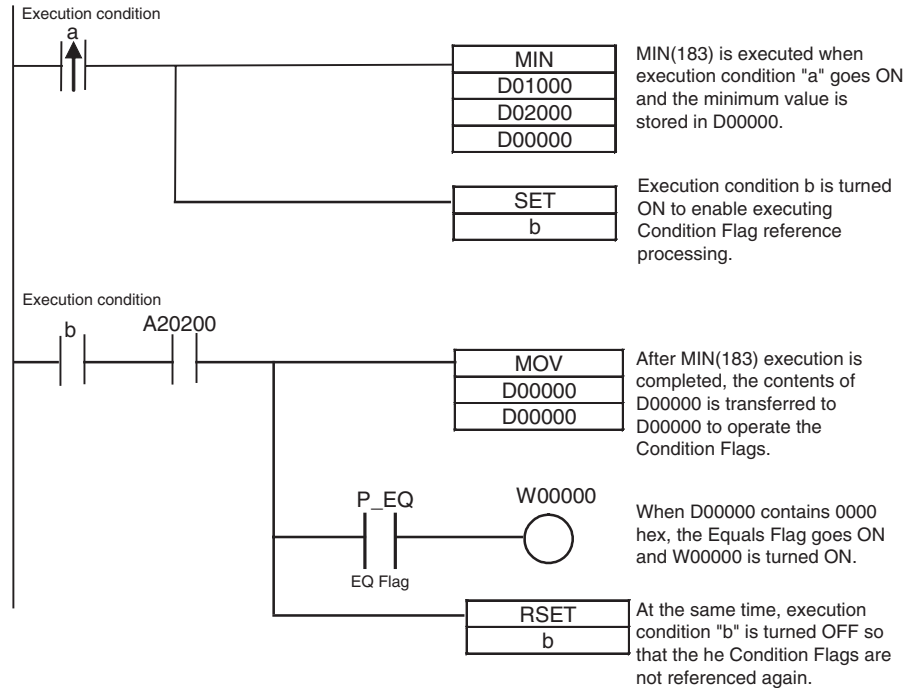 Execution condition
a
MIN
D01000
D02000
D00000
MIN(183) is executed when
execution condition "a" goes ON
and the minimum value is
stored in D00000.
SET
b
Execution condition b is turned
ON to enable executing
Condition Flag reference
processing.
Execution condition
b
A20200
MOV
D00000
D00000
After MIN(183) execution is
completed, the contents of
D00000 is transferred to
D00000 to operate the
Condition Flags.
P_EQ
EQ Flag
W00000
When D00000 contains 0000
hex, the Equals Flag goes ON
and W00000 is turned ON.
RSET
b
At the same time, execution
condition "b" is turned OFF so
that the he Condition Flags are
not referenced again.